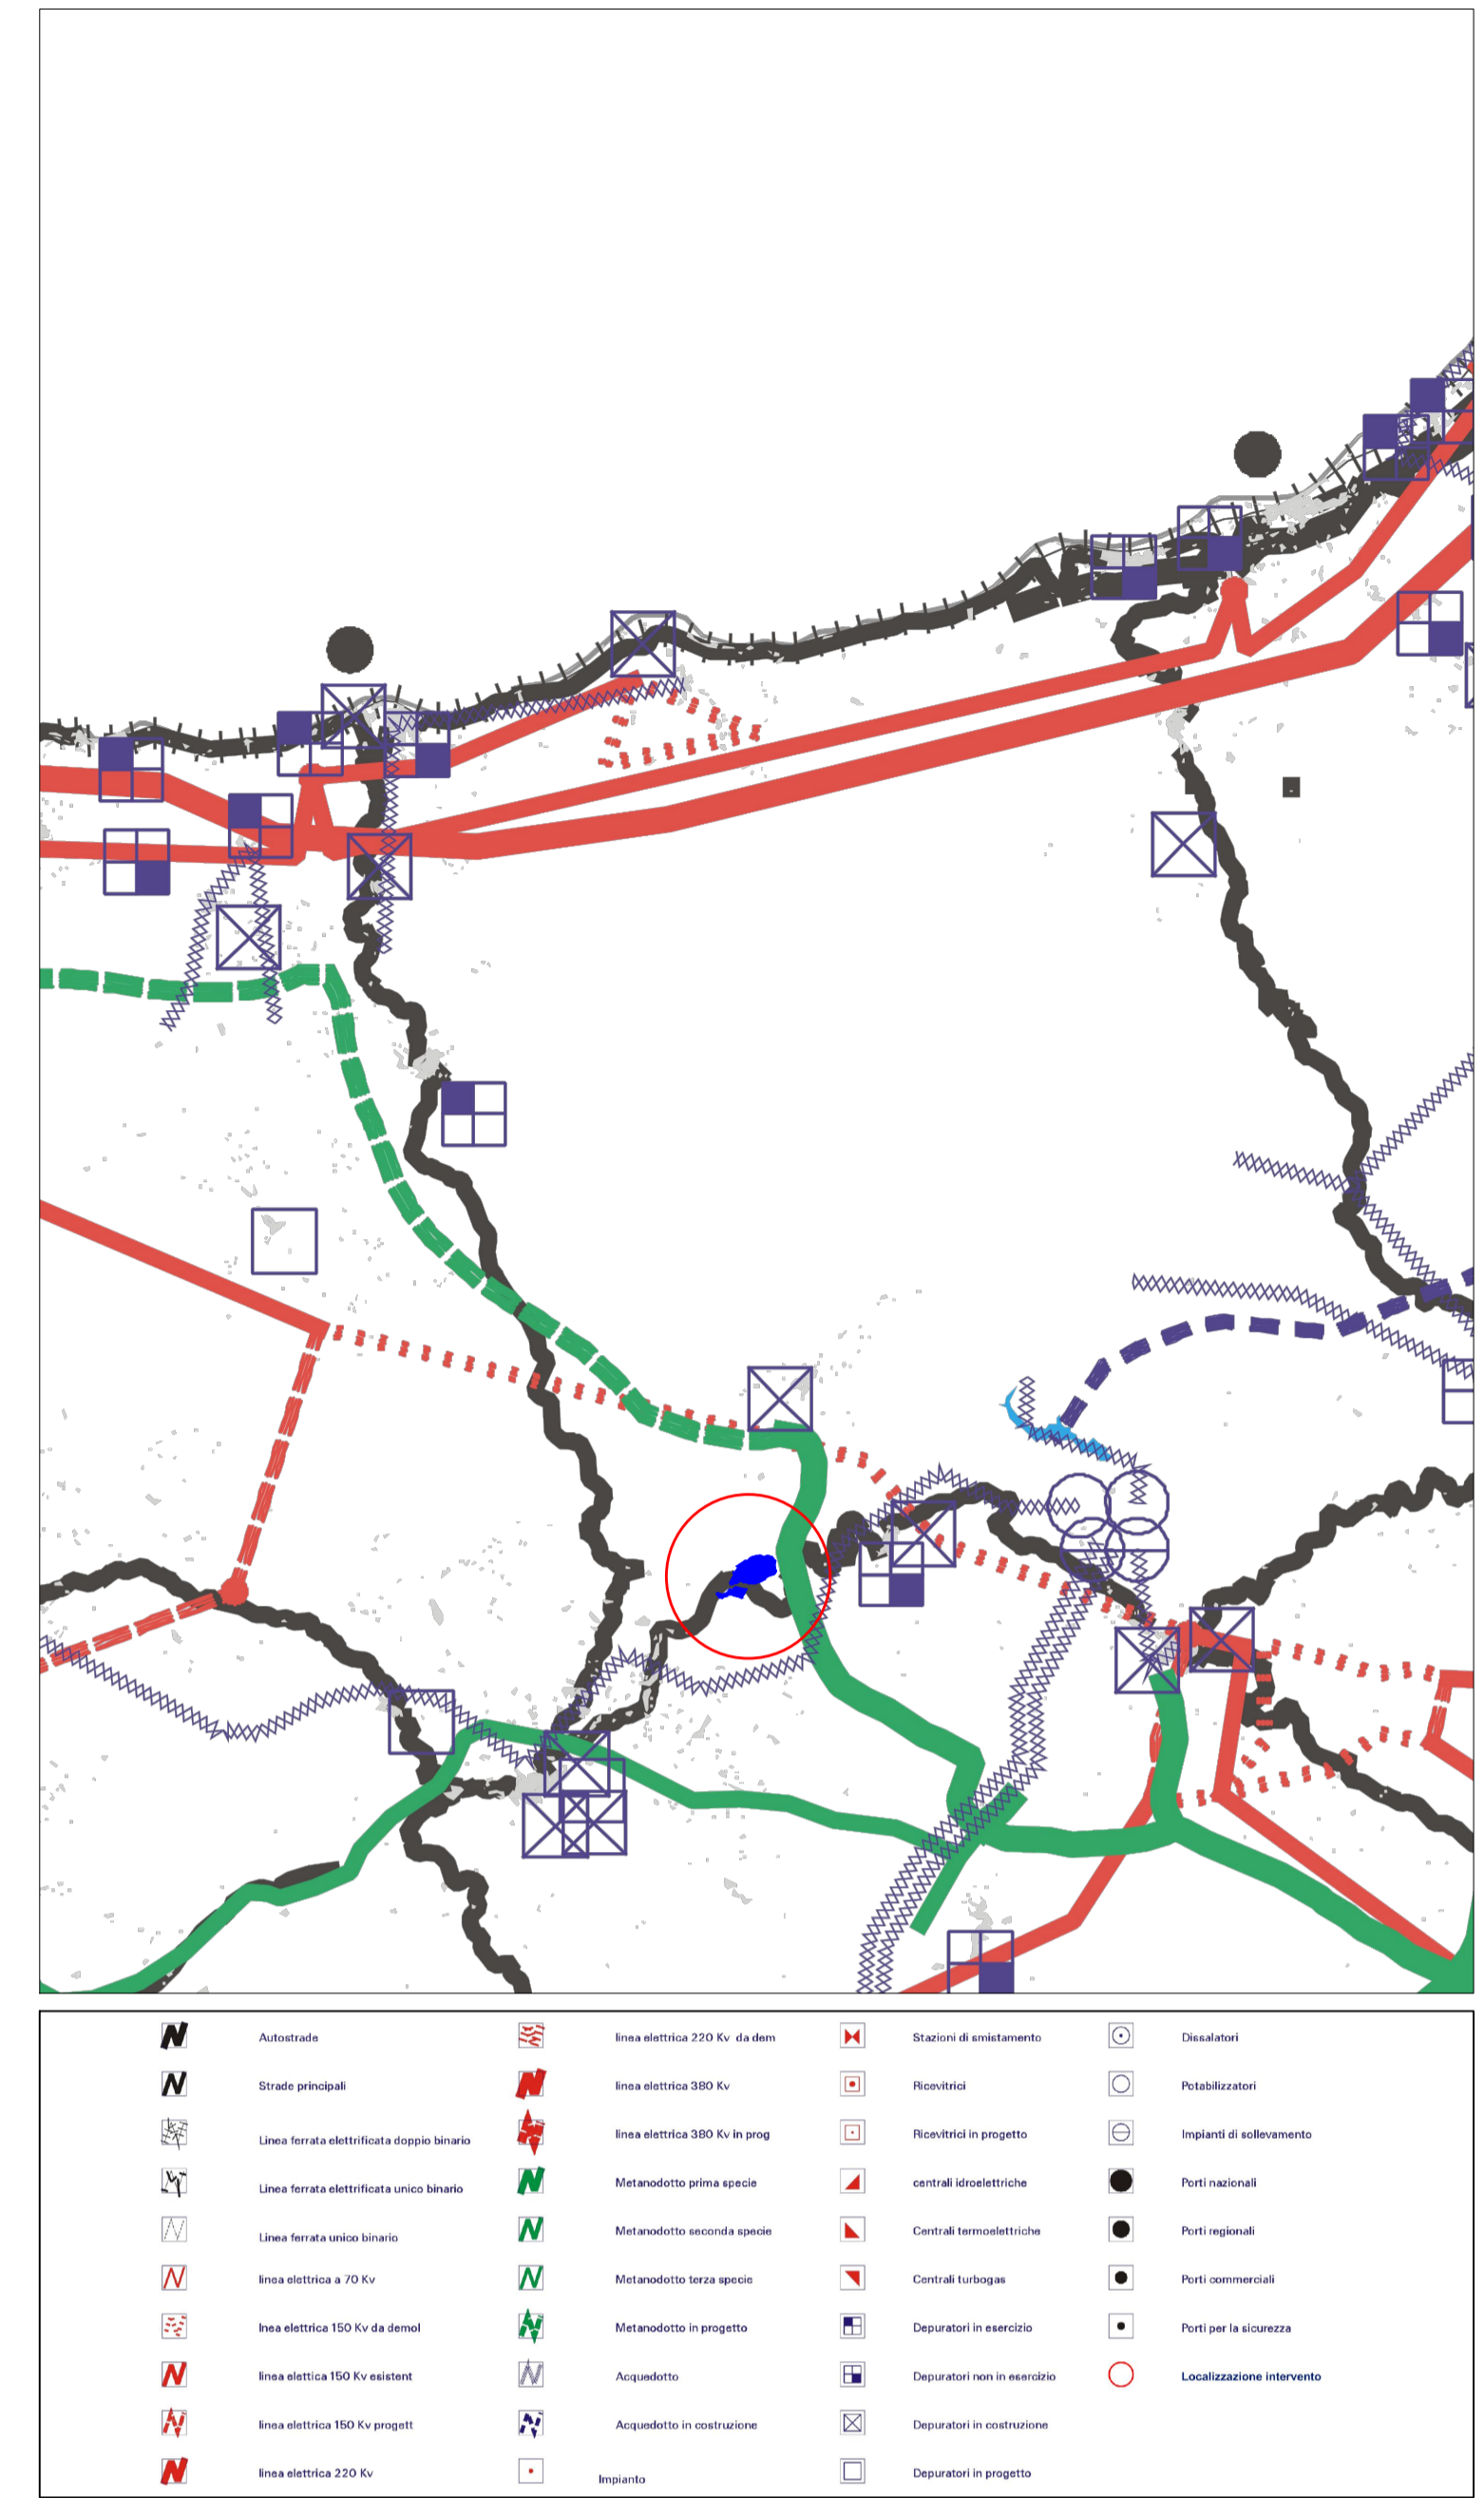 Autostrade
Strade principali
Linea ferrata elettrificata doppio binario
Linea ferrata elettrificata unico binario
Linea ferrata unico binario
linea elettrica a 70 Kv
lnea elettrica 150 Kv da demol
linea elettica 150 Kv esistent
linea elettrica 150 Kv progett
linea elettrica 220 Kv
linea elettrica 220 Kv da dem
linea elettrica 380 Kv
linea elettrica 380 Kv in prog
Metanodotto prima specie
Metanodotto seconda specie
Metanodotto terza specie
Metanodotto in progetto
Acquedotto
Acquedotto in costruzione
Impianto
Stazioni di smistamento
Ricevitrici
Ricevitrici in progetto
centrali idroelettriche
Centrali termoelettriche
Centrali turbogas
Depuratori in esercizio
Depuratori non in esercizio
Depuratori in costruzione
Depuratori in progetto
Dissalatori
Potabilizzatori
Impianti di sollevamento
Porti nazionali
Porti regionali
Porti commerciali
Porti per la sicurezza
Localizzazione intervento